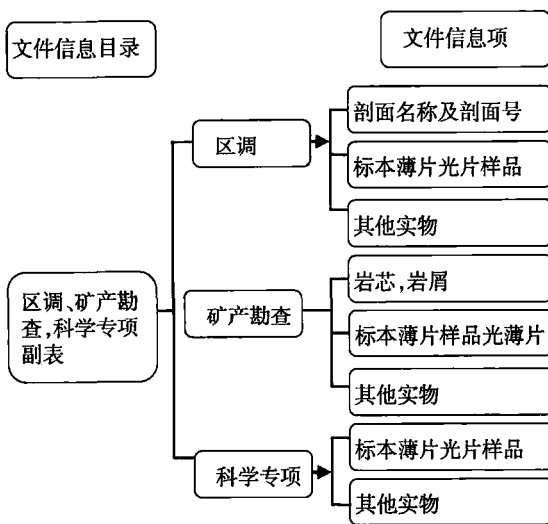 文件信息目录
文件信息项
区调、矿产勘
查,科学专项
副表
区调
剖面名称及剖面号
标本薄片光片样品
其他实物
矿产勘查
岩芯,岩屑
标本薄片样品光薄片
其他实物
科学专项
标本薄片光片样品
其他实物